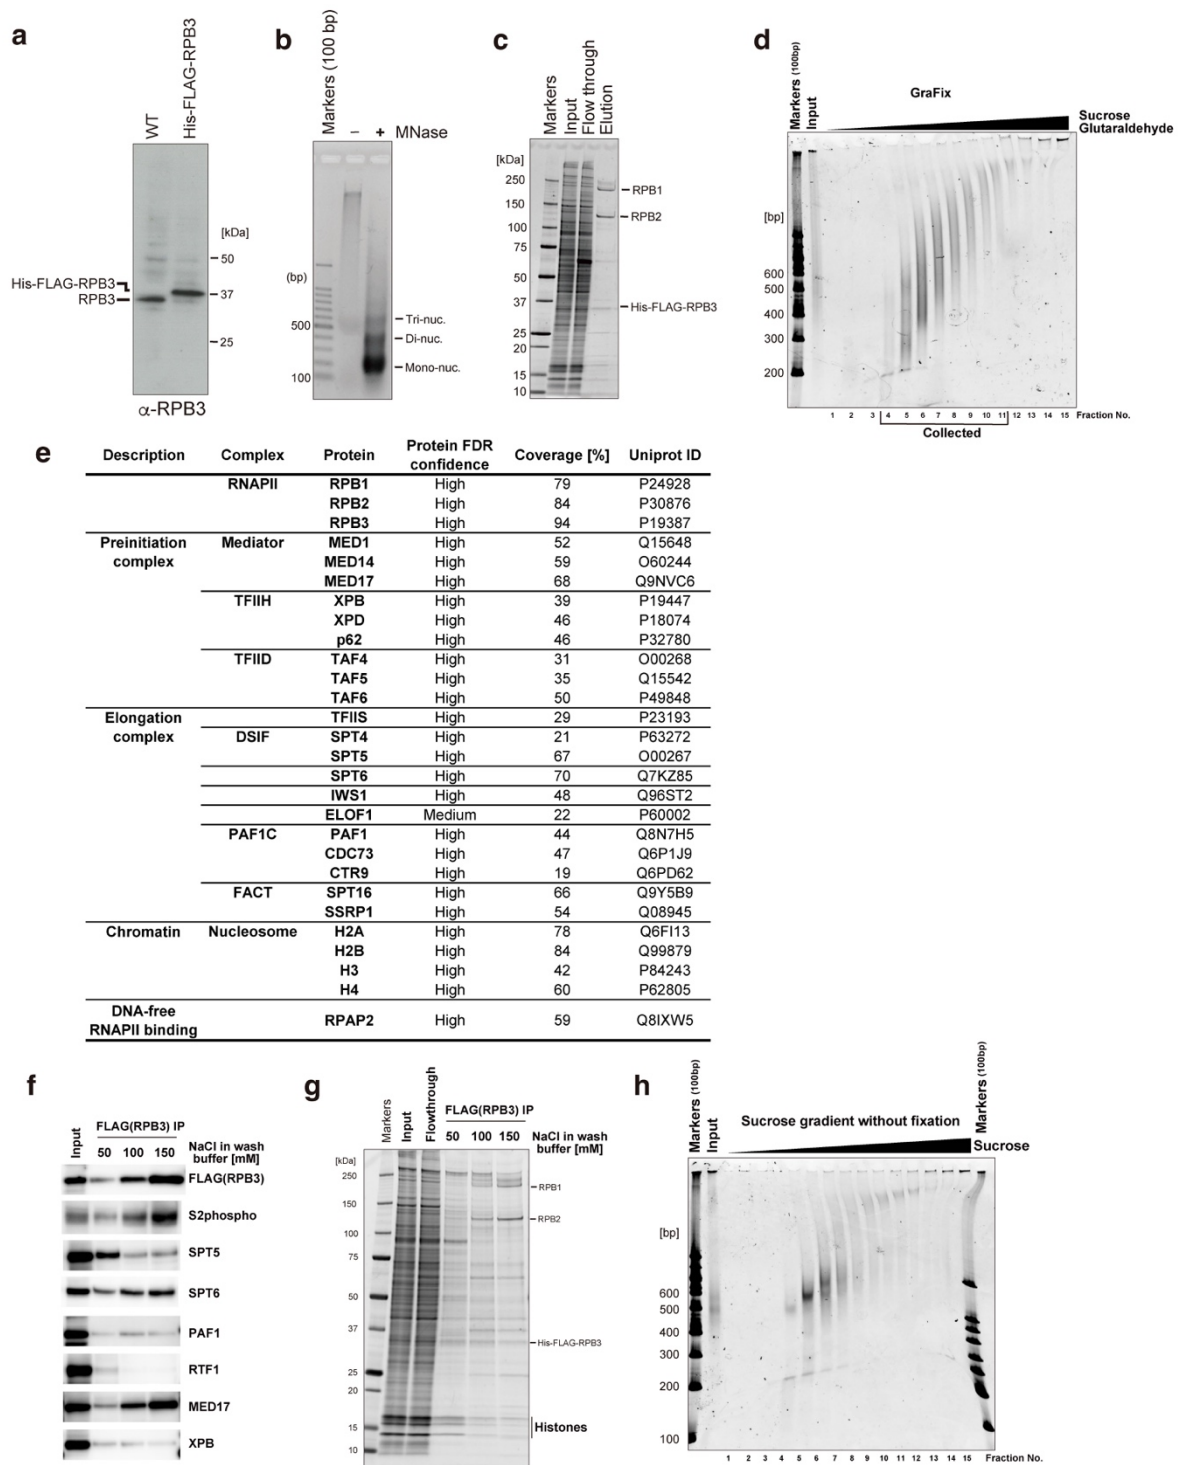 a
WT
His-FLAG-RPB3
[kDa]
50
His-FLAG-RPB3
RPB3
37
25
α-RPB3
b
Markers (100 bp)
– + MNase
(bp)
500
100
Tri-nuc.
Di-nuc.
Mono-nuc.
c
Markers
Input
Flow through
Elution
[kDa]
250
150
100
75
50
37
25
20
15
10
RPB1
RPB2
His-FLAG-RPB3
d
Markers (100bp)
Input
GraFix
Sucrose
Glutaraldehyde
[bp]
600
500
400
300
200
1 2 3 4 5 6 7 8 9 10 11 12 13 14 15 Fraction No.
Collected
e
Description Complex Protein Protein FDR confidence Coverage [%] Uniprot ID
RNAPII RPB1 High 79 P24928
RPB2 High 84 P30876
RPB3 High 94 P19387
Preinitiation complex Mediator MED1 High 52 Q15648
MED14 High 59 O60244
MED17 High 68 Q9NVC6
TFIIH XPB High 39 P19447
XPD High 46 P18074
p62 High 46 P32780
TFIID TAF4 High 31 O00268
TAF5 High 35 Q15542
TAF6 High 50 P49848
Elongation complex TFIIS High 29 P23193
DSIF SPT4 High 21 P63272
SPT5 High 67 O00267
SPT6 High 70 Q7KZ85
IWS1 High 48 Q96ST2
ELOF1 Medium 22 P60002
PAF1C PAF1 High 44 Q8N7H5
CDC73 High 47 Q6P1J9
CTR9 High 19 Q6PD62
FACT SPT16 High 66 Q9Y5B9
SSRP1 High 54 Q08945
Chromatin Nucleosome H2A High 78 Q6FI13
H2B High 84 Q99879
H3 High 42 P84243
H4 High 60 P62805
DNA-free RNAPII binding RPAP2 High 59 Q8IXW5
f
Input
FLAG(RPB3) IP
50 100 150
NaCl in wash
buffer [mM]
FLAG(RPB3)
S2phospho
SPT5
SPT6
PAF1
RTF1
MED17
XPB
g
Markers
Input
Flowthrough
FLAG(RPB3) IP
50 100 150
NaCl in wash
buffer [mM]
[kDa]
250
150
100
75
50
37
25
20
15
10
RPB1
RPB2
His-FLAG-RPB3
Histones
h
Markers (100bp)
Input
Sucrose gradient without fixation
Markers (100bp)
Sucrose
[bp]
600
500
400
300
200
100
1 2 3 4 5 6 7 8 9 10 11 12 13 14 15 Fraction No.